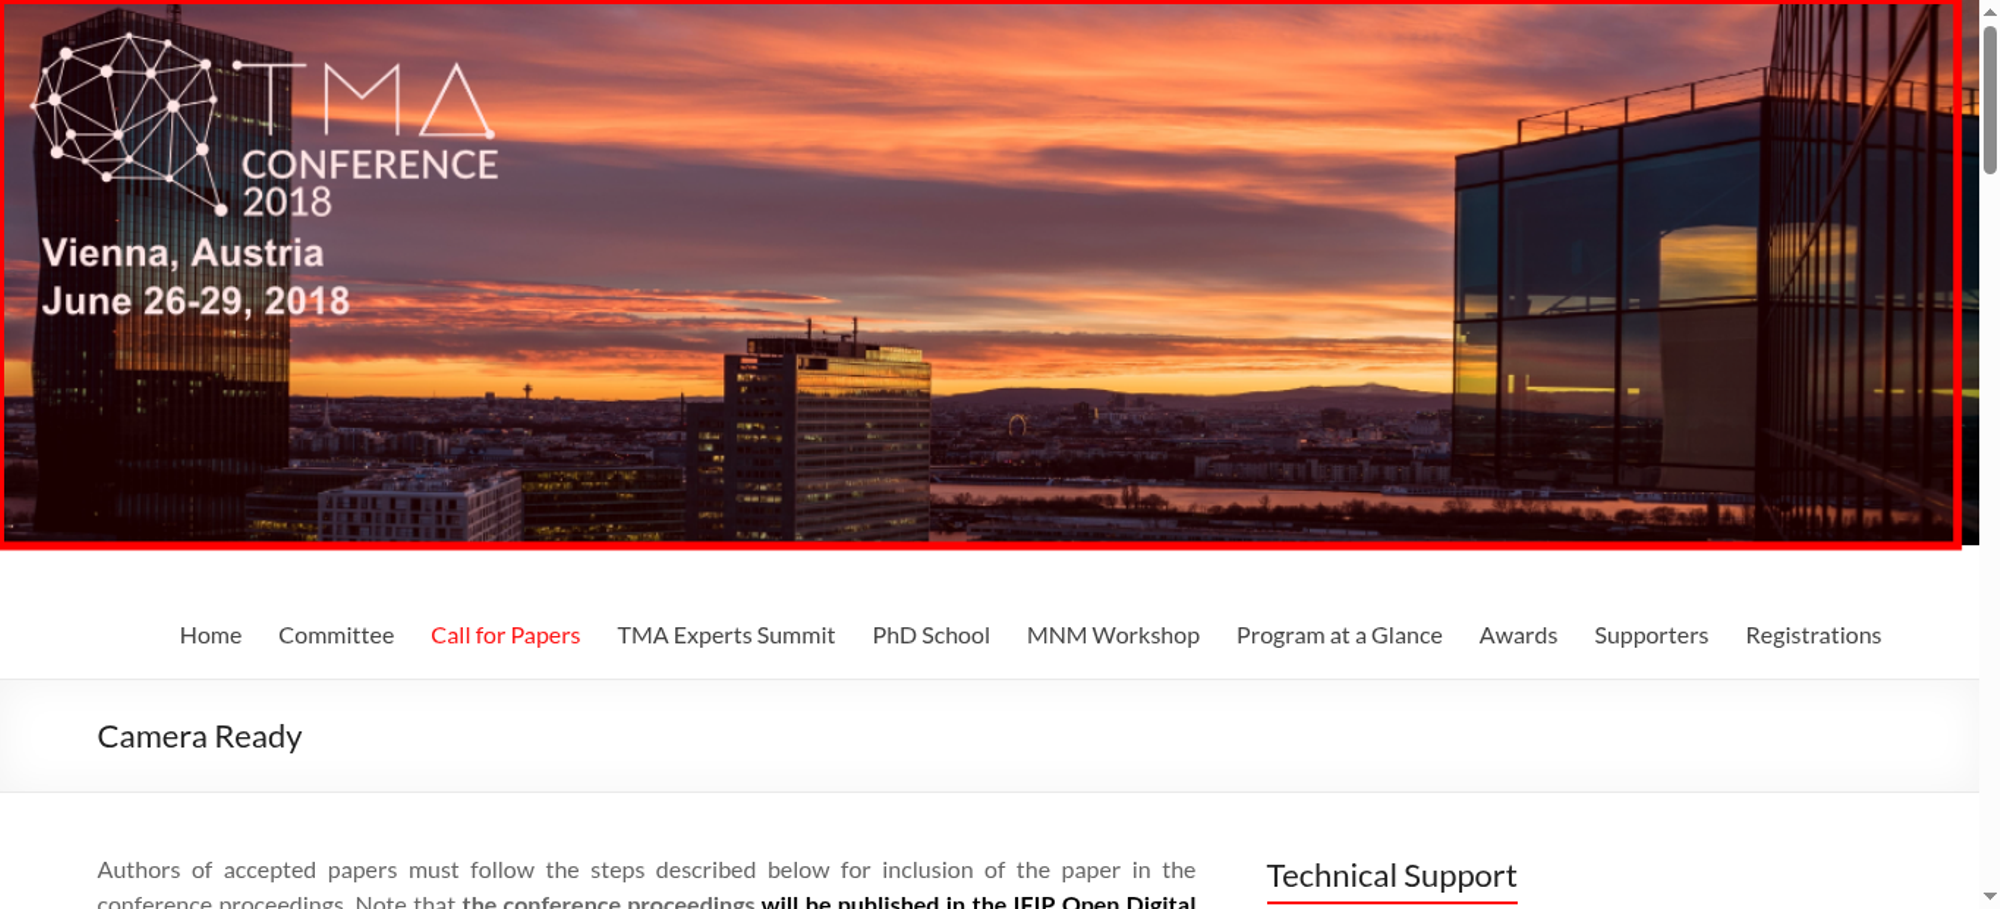 TMA
CONFERENCE
2018
Vienna, Austria
June 26-29, 2018
Home Committee Call for Papers TMA Experts Summit PhD School MNM Workshop Program at a Glance Awards Supporters Registrations
Camera Ready
Authors of accepted papers must follow the steps described below for inclusion of the paper in the
conference proceedings. Note that the conference proceedings will be published in the IFIP Open Digital
Technical Support